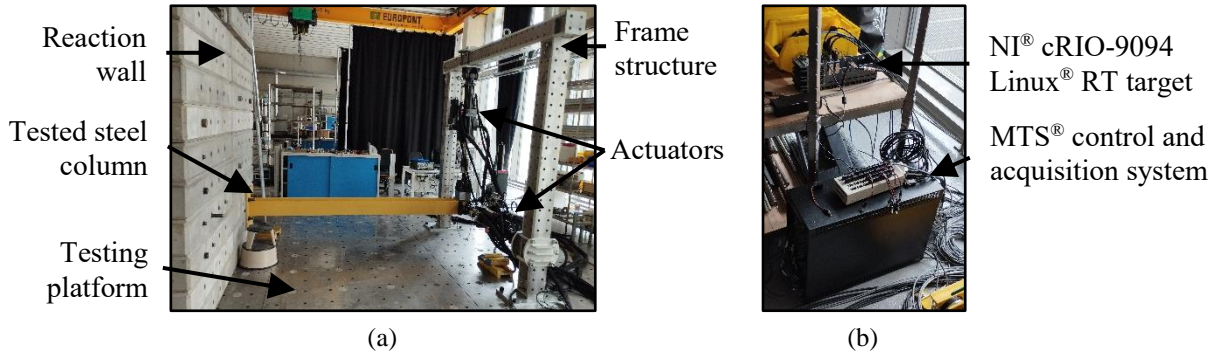 EUROPONT
Reaction
wall
Tested steel
column
Testing
platform
Frame
structure
Actuators
(a)
NI® cRIO-9094
Linux® RT target
MTS® control and
acquisition system
(b)